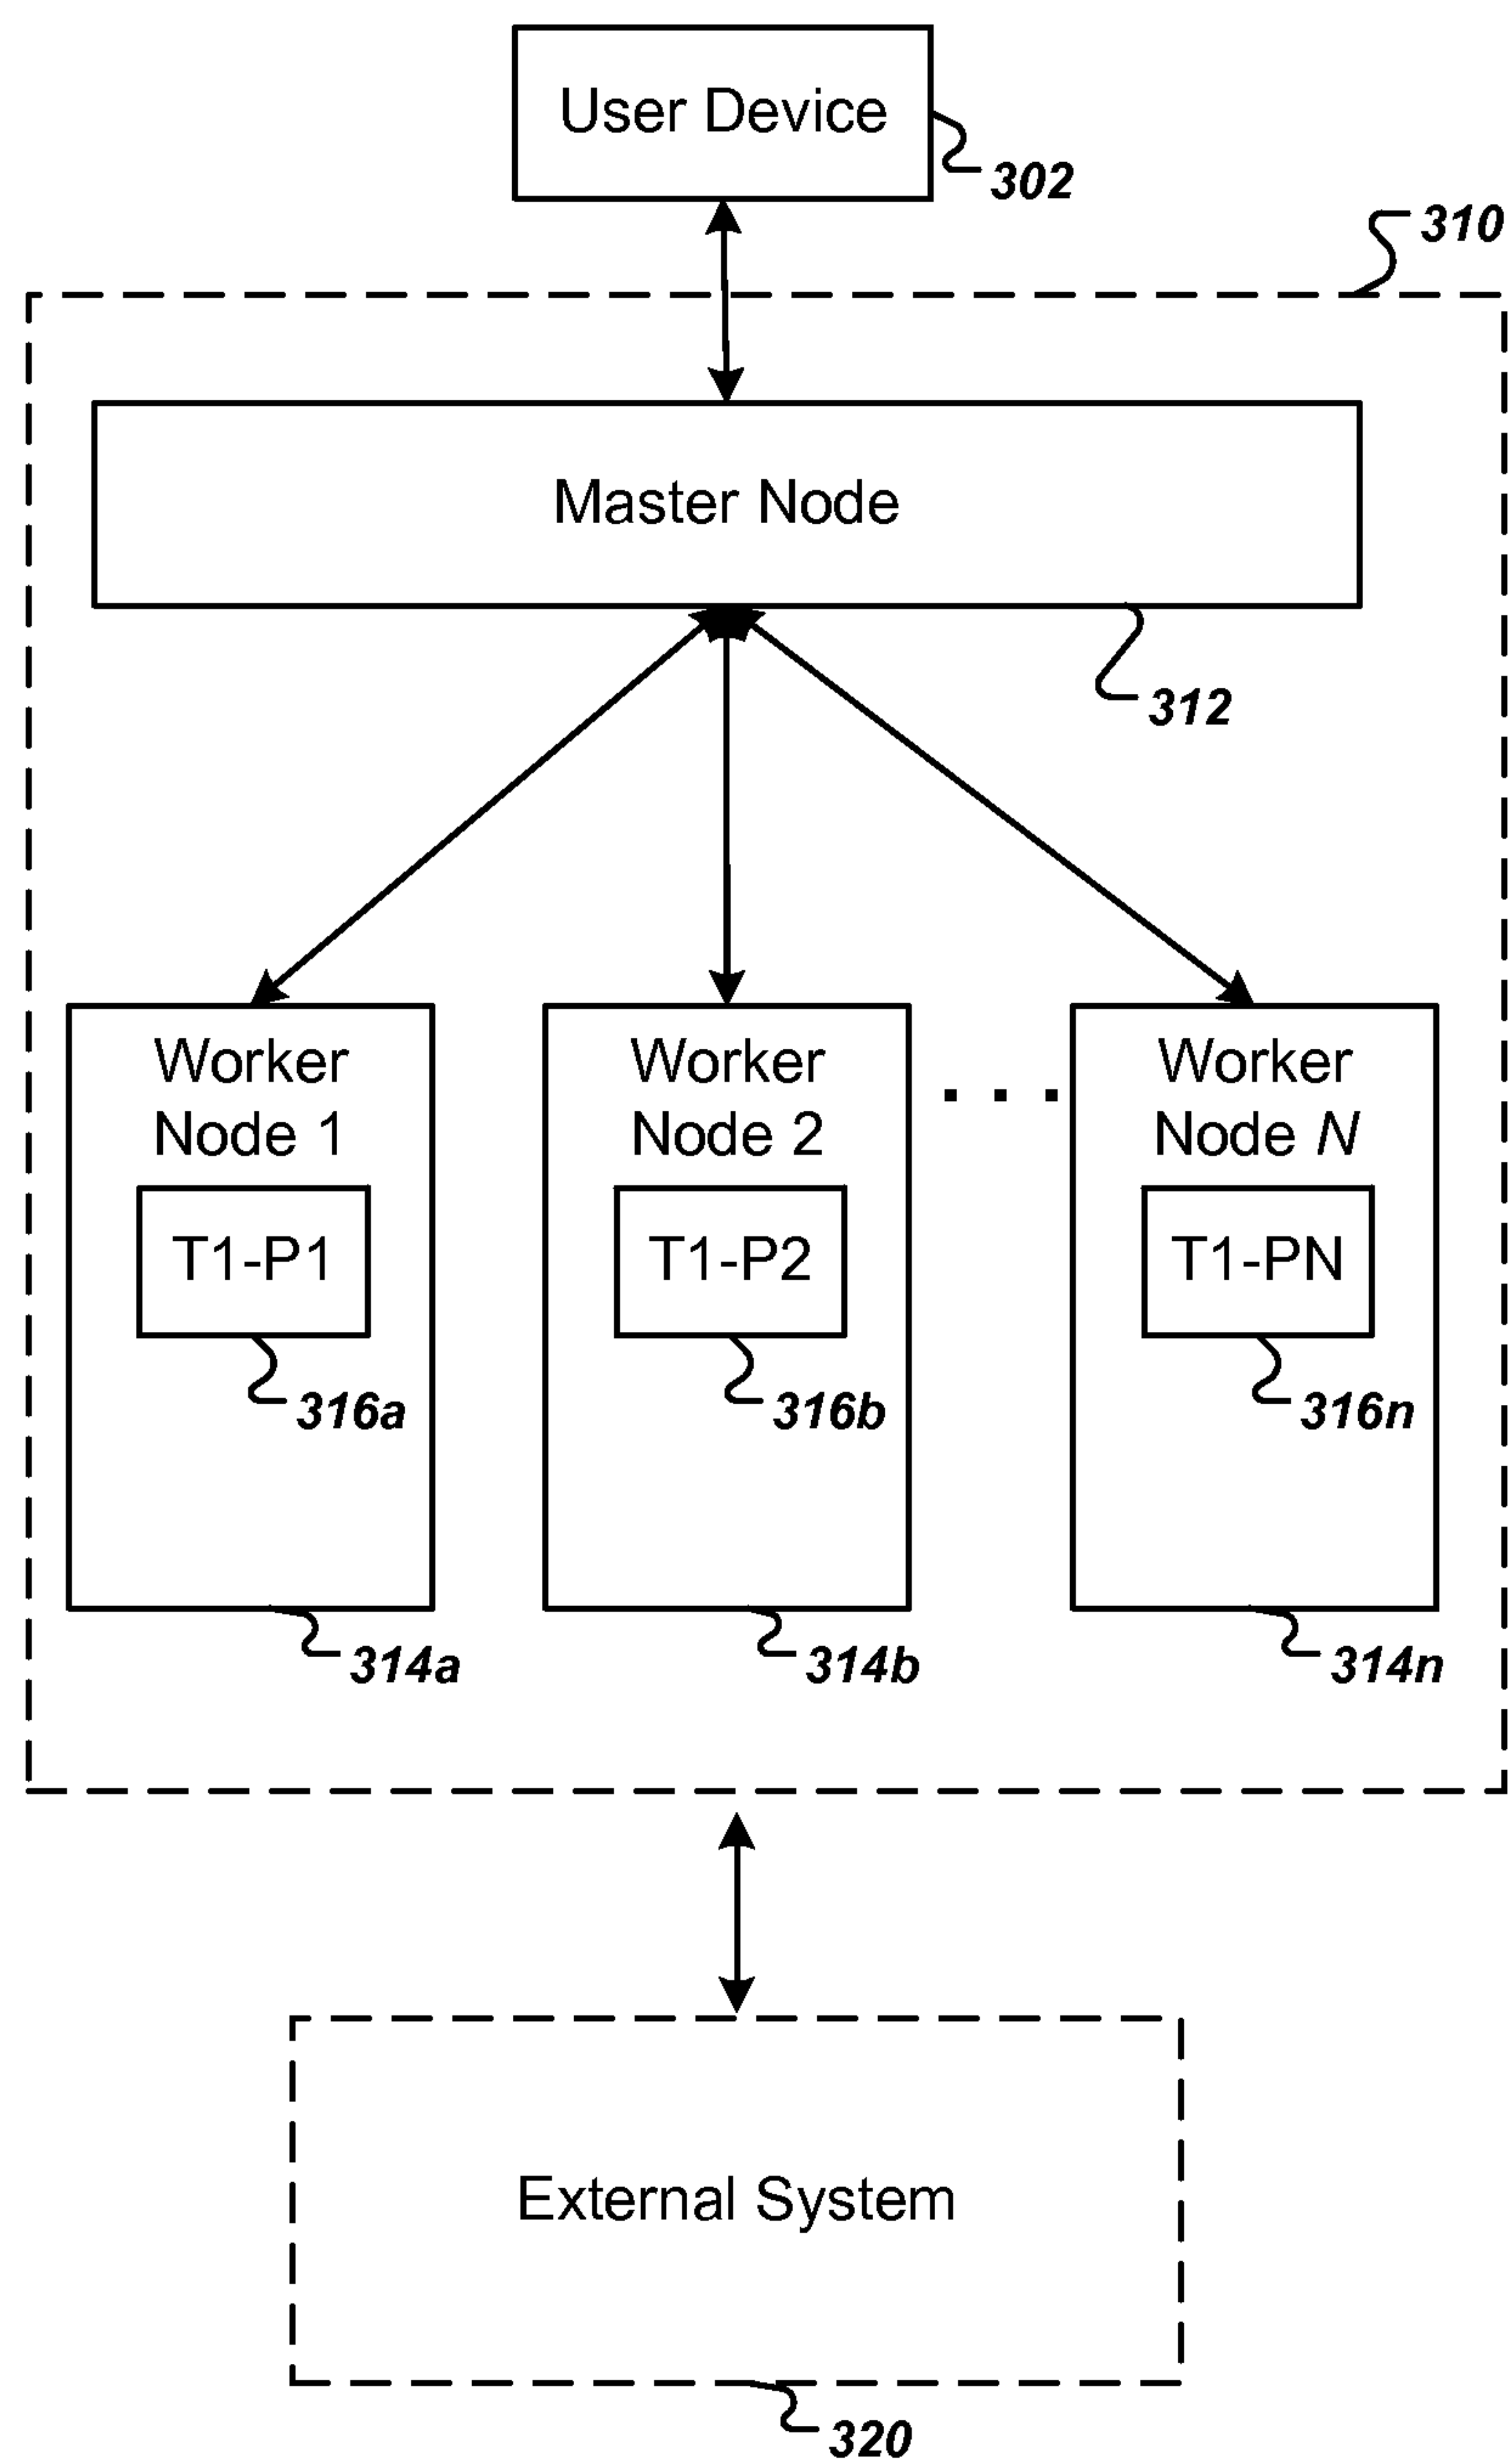 User Device
302
310
Master Node
312
Worker
Node 1
T1-P1
316a
314a
Worker
Node 2
T1-P2
316b
314b
. . .
Worker
Node N
T1-PN
316n
314n
External System
320